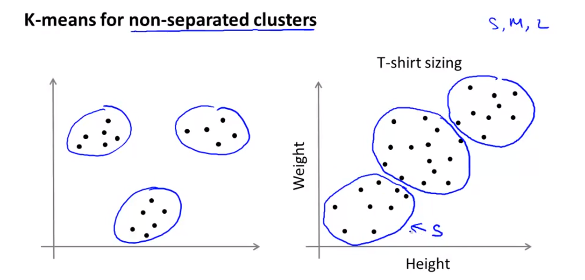 K-means for non-separated clusters
S, M, L
T-shirt sizing
Weight
S
Height